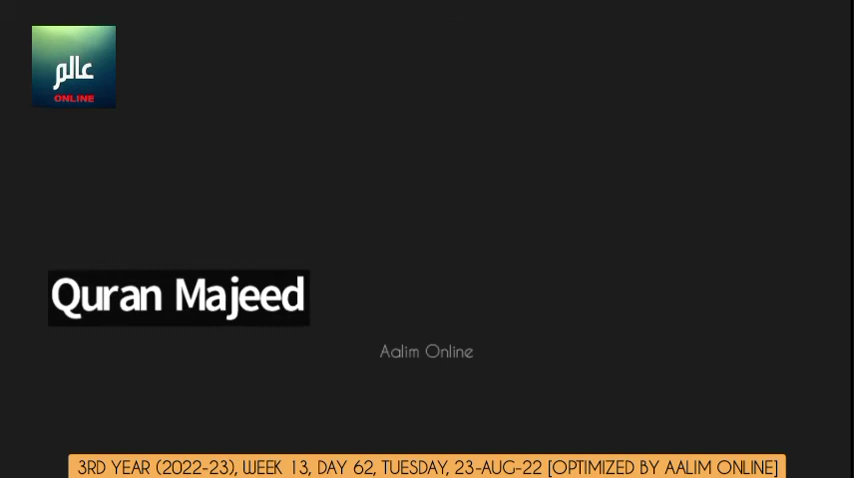 عالم
ONLINE
Quran Majeed
Aalim Online
3RD YEAR (2022-23), WEEK 13, DAY 62, TUESDAY, 23-AUG-22 [OPTIMIZED BY AALIM ONLINE]